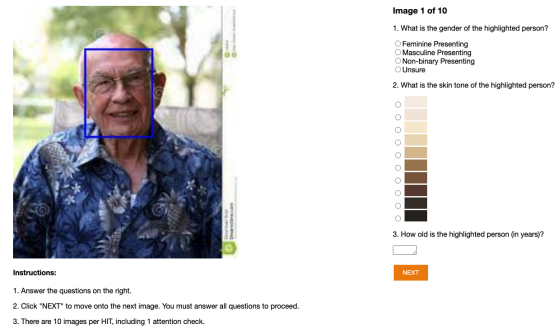 Image 1 of 10
1. What is the gender of the highlighted person?
Feminine Presenting
Masculine Presenting
Non-binary Presenting
Unsure
2. What is the skin tone of the highlighted person?
3. How old is the highlighted person (in years)?
NEXT
Instructions:
1. Answer the questions on the right.
2. Click "NEXT" to move onto the next image. You must answer all questions to proceed.
3. There are 10 images per HIT, including 1 attention check.